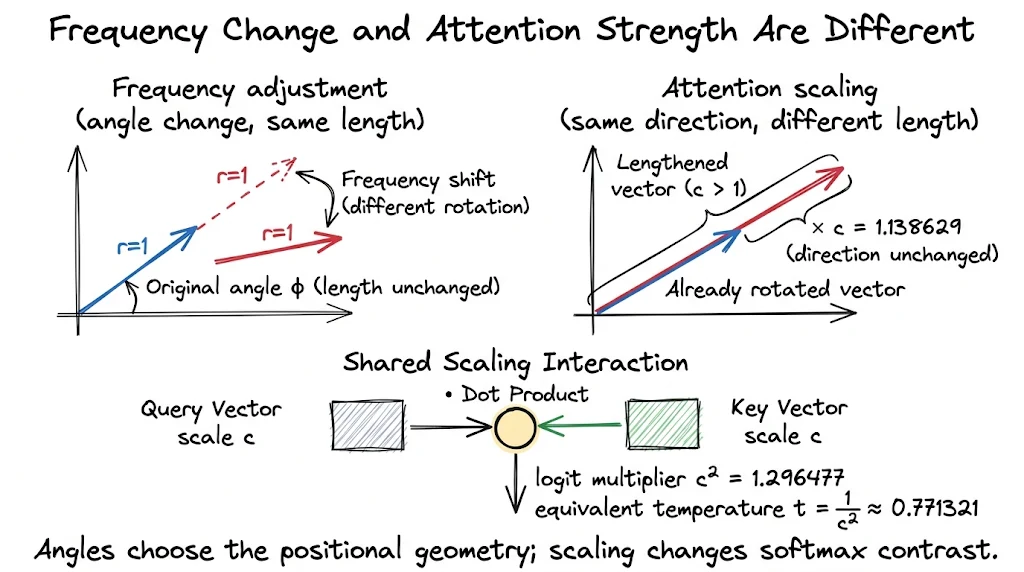 Frequency Change and Attention Strength Are Different
Frequency adjustment
(angle change, same length)
r=1
r=1
r=1
Frequency shift
(different rotation)
Original angle ϕ (length unchanged)
Attention scaling
(same direction, different length)
Lengthened
vector (c > 1)
× c = 1.138629
(direction unchanged)
Already rotated vector
Shared Scaling Interaction
• Dot Product
Query Vector
scale c
Key Vector
scale c
logit multiplier c² = 1.296477
equivalent temperature t = 1/c² ≈ 0.771321
Angles choose the positional geometry; scaling changes softmax contrast.